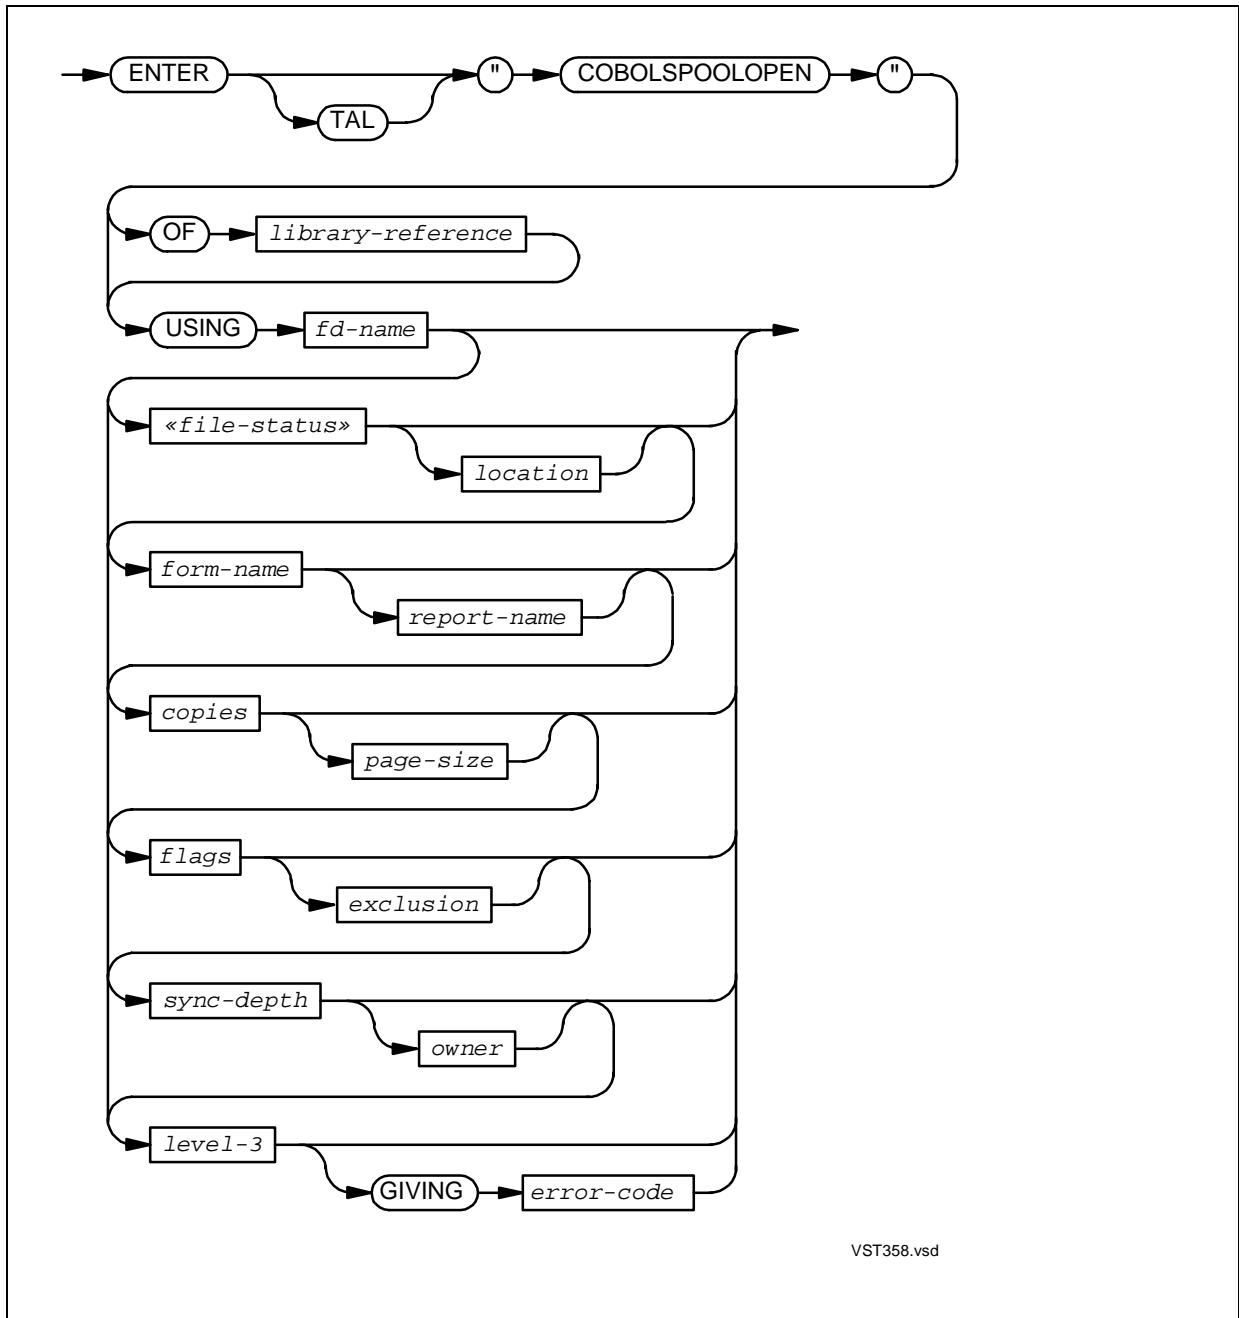 ENTER " COBOLSPOOLOPEN "
TAL
OF library-reference
USING fd-name
«file-status»
location
form-name
report-name
copies
page-size
flags
exclusion
sync-depth
owner
level-3
GIVING error-code
VST358.vsd